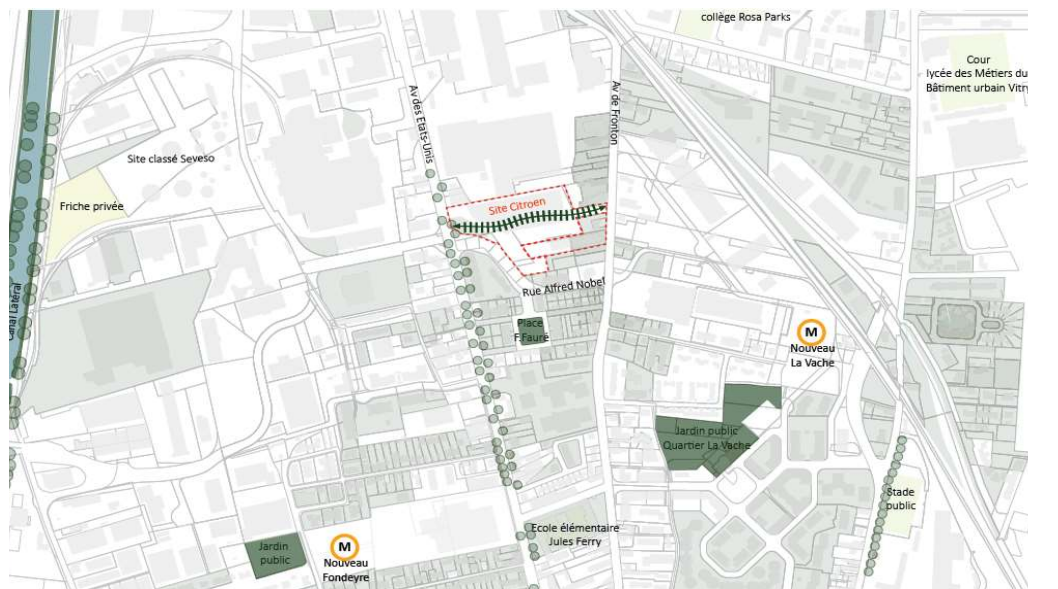 collège Rosa Parks
Cour
lycée des Métiers du
Bâtiment urbain Vitry
Av des Etats-Unis
Av de Fronton
Site classé Seveso
Friche privée
Site Citroen
Canal Latéral
Rue Alfred Nobel
Place
F.Faure
M
Nouveau
La Vache
Jardin public
Quartier La Vache
Stade
public
Ecole élémentaire
Jules Ferry
Jardin
public
M
Nouveau
Fondeyre